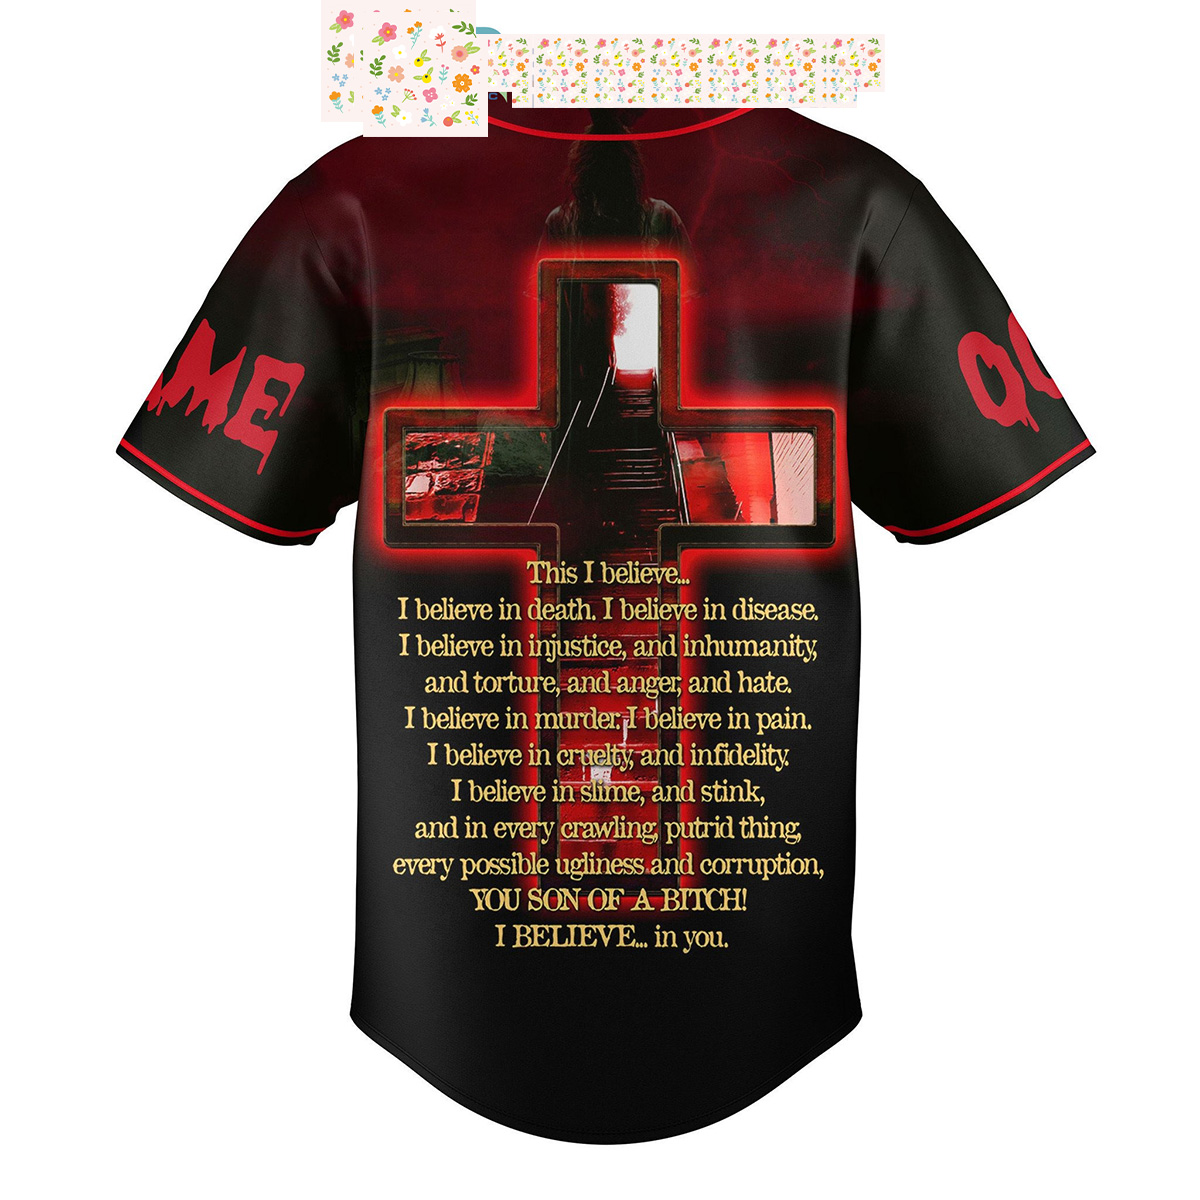 AME
00
This I believe...
I believe in death. I believe in disease.
I believe in injustice, and inhumanity,
and torture, and anger, and hate.
I believe in murder. I believe in pain.
I believe in cruelty, and infidelity.
I believe in slime, and stink,
and in every crawling, putrid thing,
every possible ugliness and corruption,
YOU SON OF A BITCH!
I BELIEVE... in you.